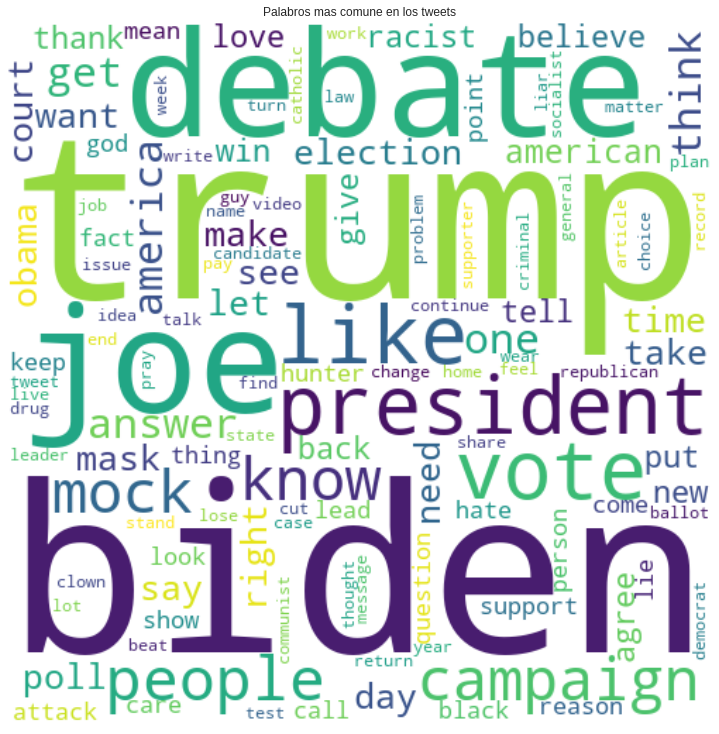 Palabros mas comune en los tweets
thank mean love work racist believe
get week debate catholic liar socialist think
want turn law point matter
court god write win election american plan
trump
obama job america guy video give problem supporter criminal general article choice record
fact name make
issue pay candidate see
idea talk let continue tell time
end joe like one take
keep pray hunter change home wear feel republican
tweet live find president
drug answer state share
leader mask thing back vote put
mock know need come new
stand cut lose case lead hate ballot
biden
look right person
clown say communist thought message question support agree lie democrat
lot show
beat return year
poll people day campaign
attack care test call black reason